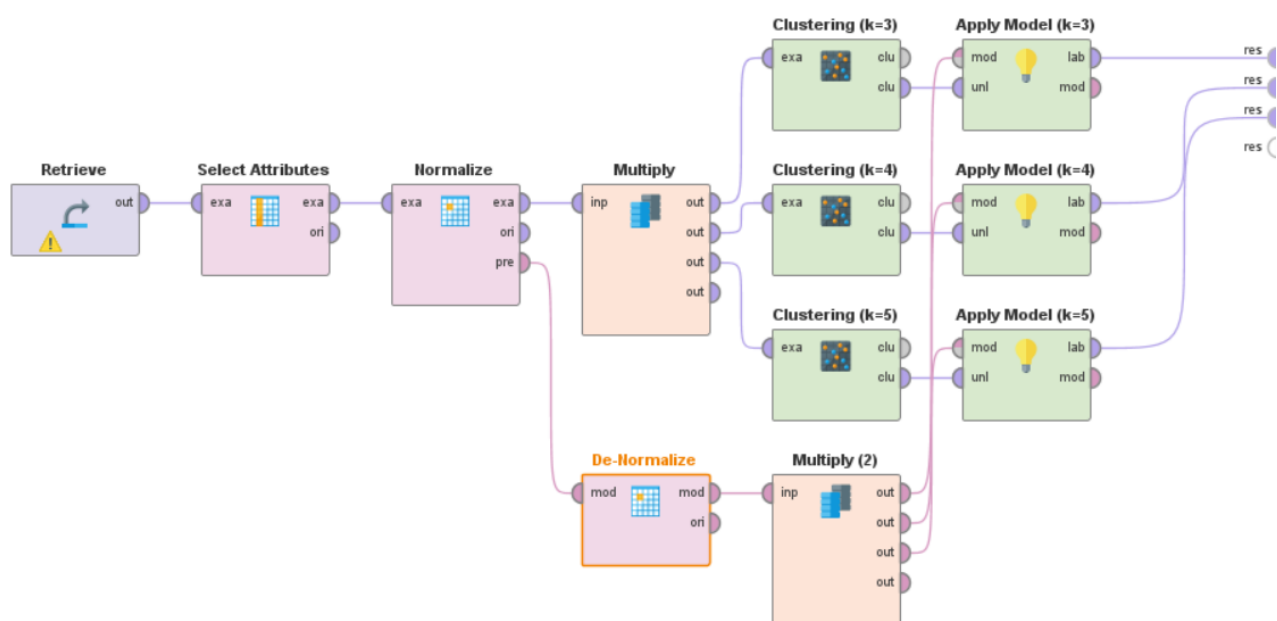 Clustering (k=3)
Apply Model (k=3)
exa
clu
clu
mod
lab
unl
mod
res
res
res
res
Retrieve
out
Select Attributes
exa
exa
ori
Normalize
exa
exa
ori
pre
Multiply
inp
out
out
out
out
Clustering (k=4)
exa
clu
clu
Apply Model (k=4)
mod
lab
unl
mod
Clustering (k=5)
exa
clu
clu
Apply Model (k=5)
mod
lab
unl
mod
De-Normalize
mod
mod
ori
Multiply (2)
inp
out
out
out
out